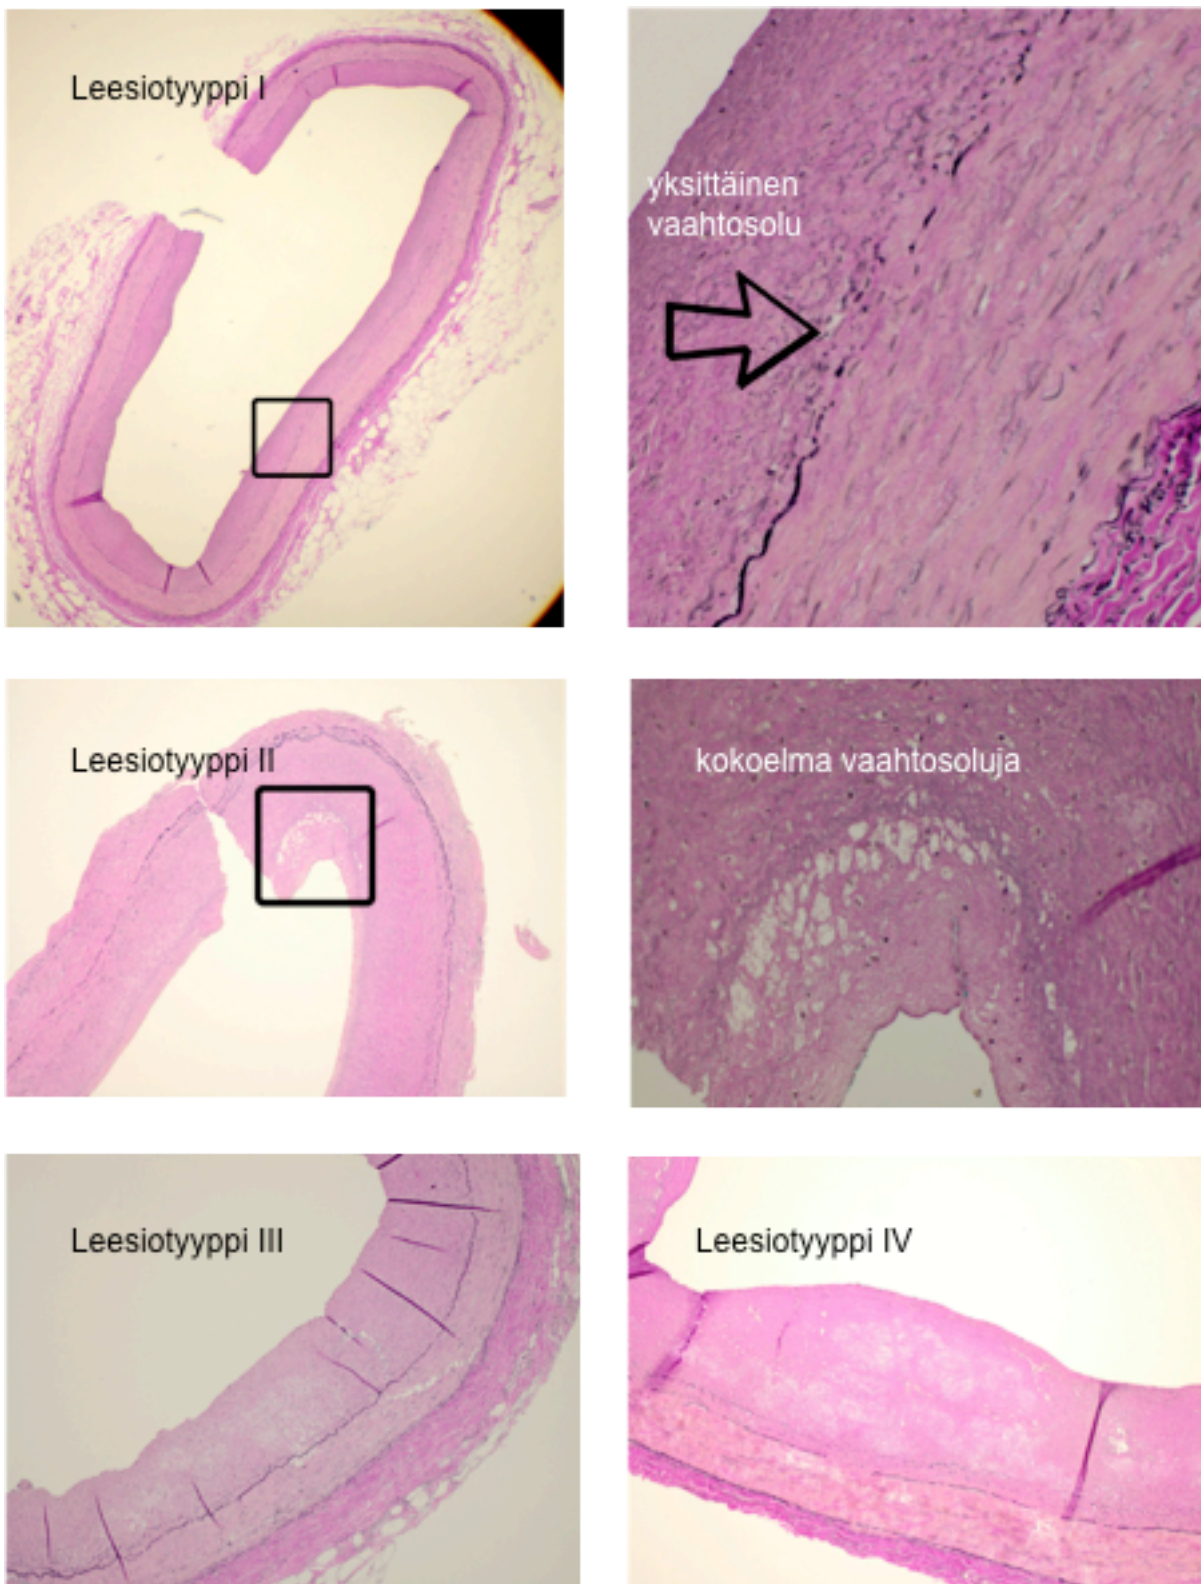 Leesiotyyppi I
yksittäinen
vaahtosolu
Leesiotyyppi II
kokoelma vaahtosoluja
Leesiotyyppi III
Leesiotyyppi IV